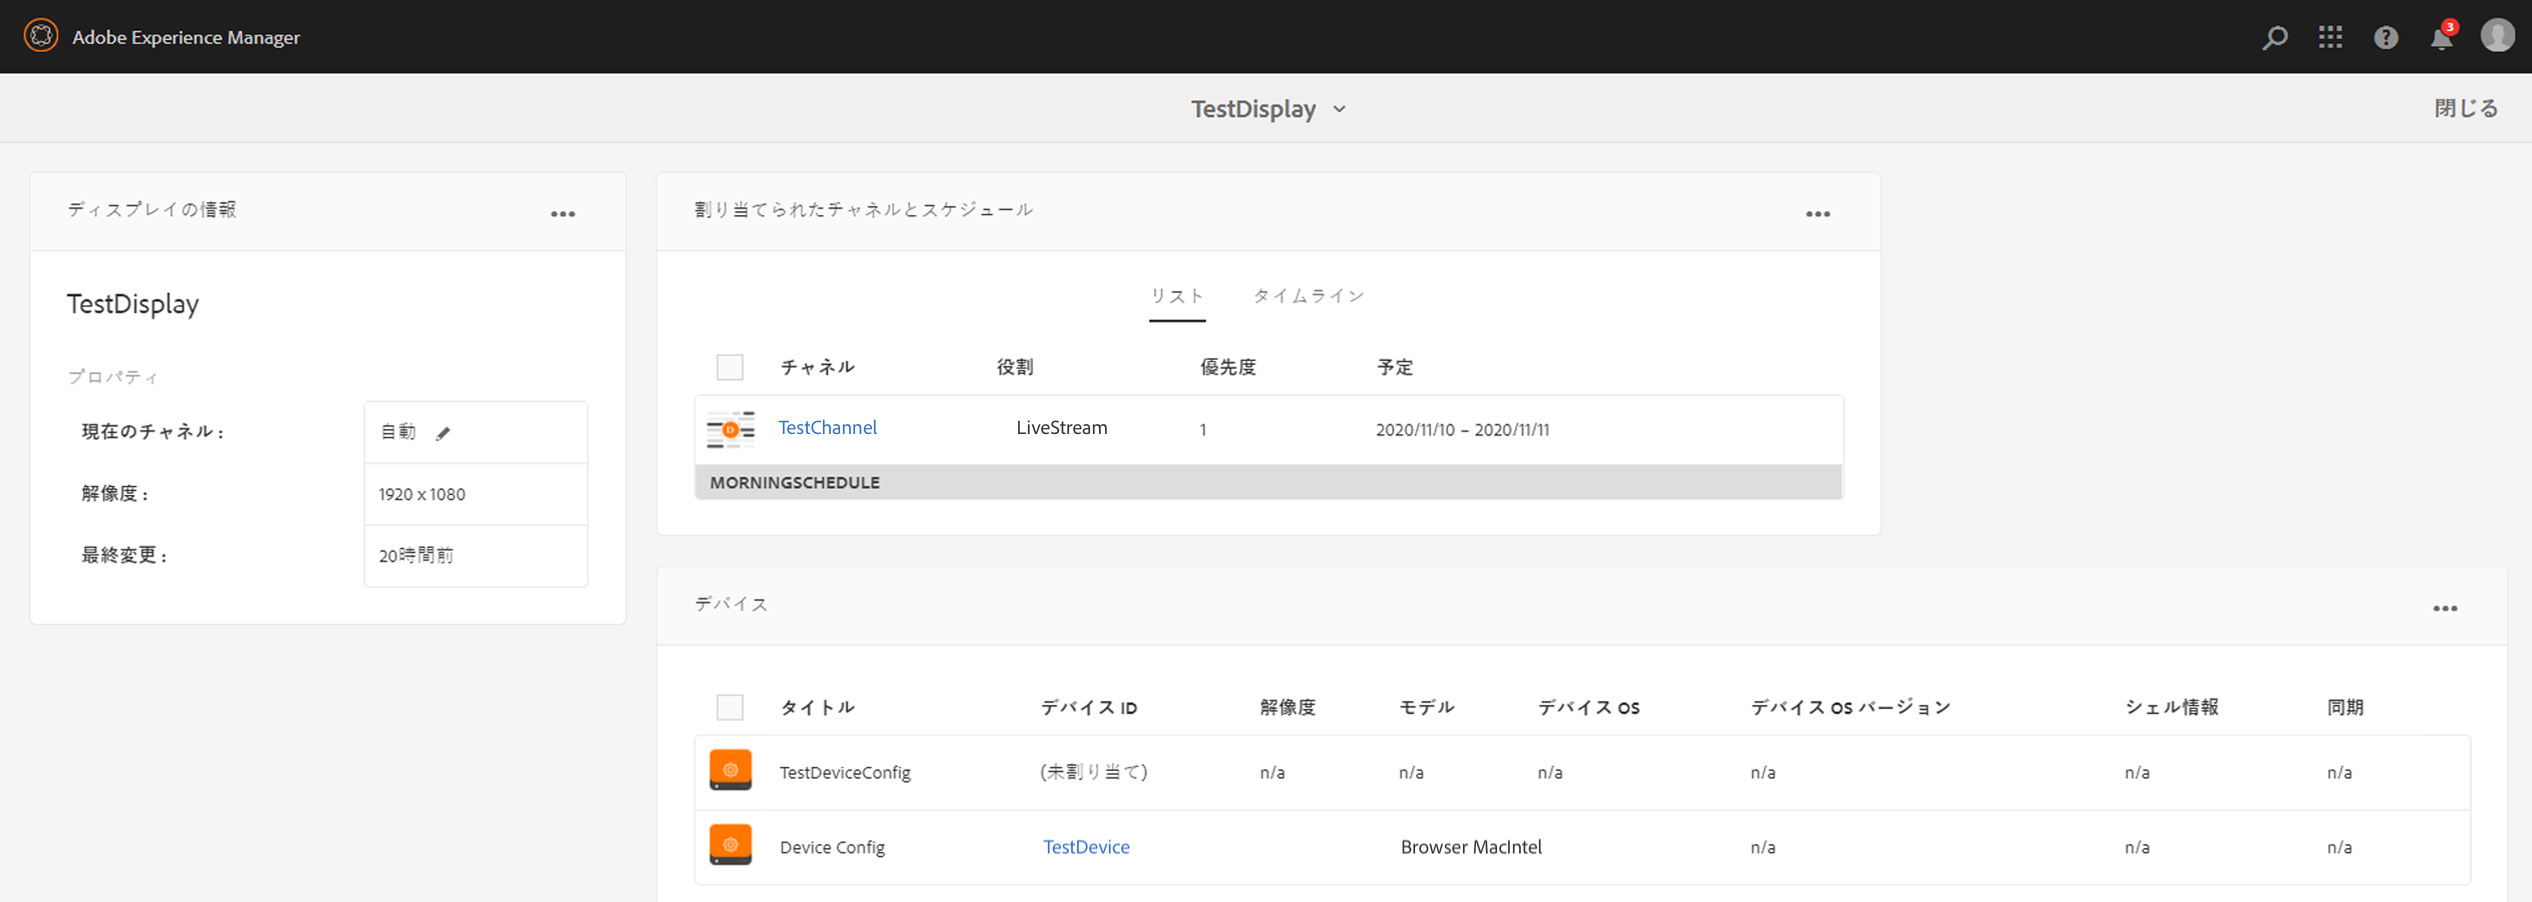 Adobe Experience Manager
3
TestDisplay
閉じる
ディスプレイの情報
TestDisplay
プロパティ
現在のチャネル : 自動
解像度 : 1920 x 1080
最終変更 : 20時間前
割り当てられたチャネルとスケジュール
リスト タイムライン
チャネル 役割 優先度 予定
D TestChannel LiveStream 1 2020/11/10 – 2020/11/11
MORNINGSCHEDULE
デバイス
タイトル デバイス ID 解像度 モデル デバイス OS デバイス OS バージョン シェル情報 同期
TestDeviceConfig (未割り当て) n/a n/a n/a n/a n/a n/a
Device Config TestDevice Browser MacIntel n/a n/a n/a